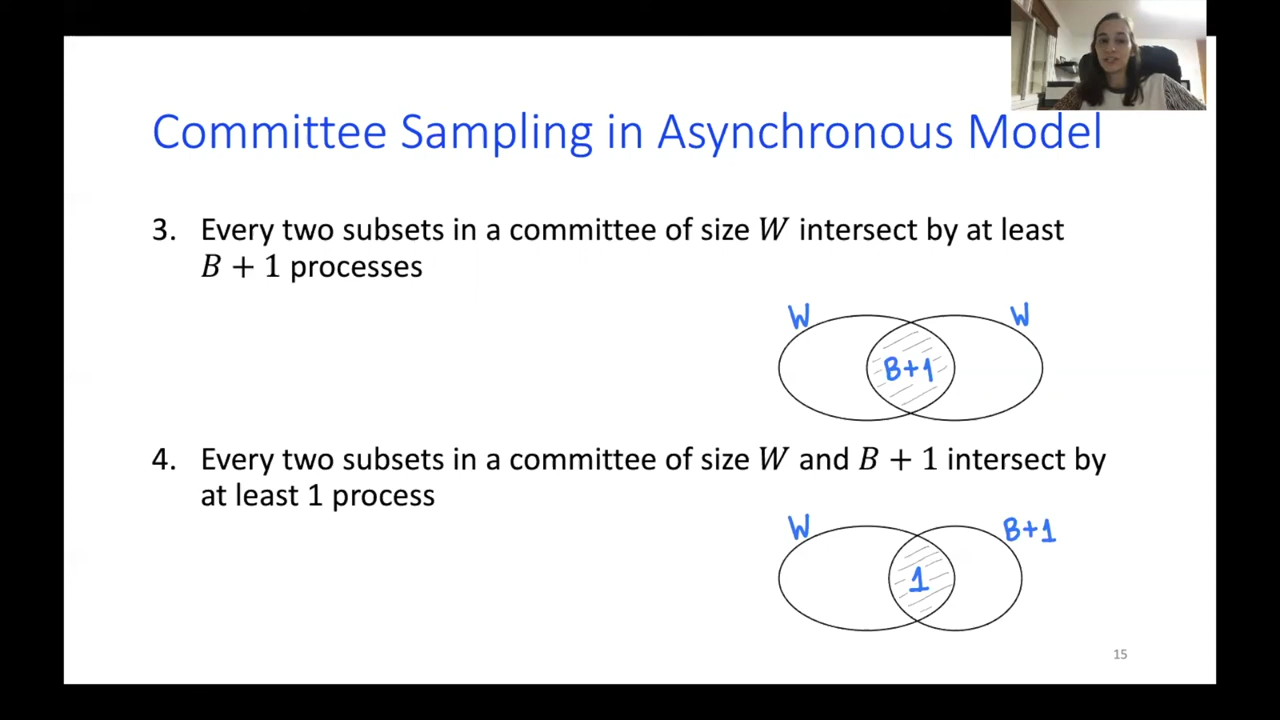 Committee Sampling in Asynchronous Model
3. Every two subsets in a committee of size W intersect by at least
B + 1 processes
W W
B+1
4. Every two subsets in a committee of size W and B + 1 intersect by
at least 1 process
W B+1
1
15